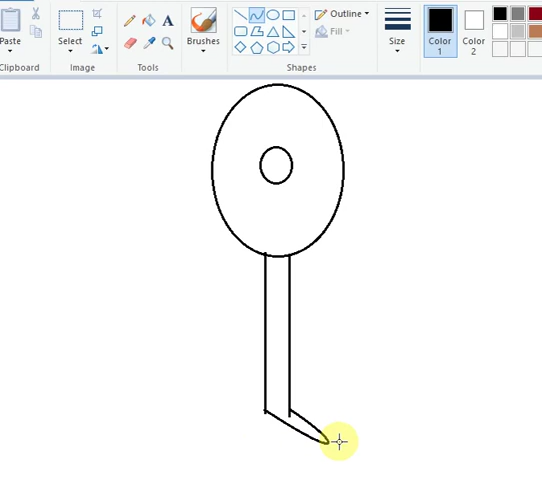 Paste
Select
Brushes
A
Outline
Fill
Size
Color 1
Color 2
Clipboard
Image
Tools
Shapes